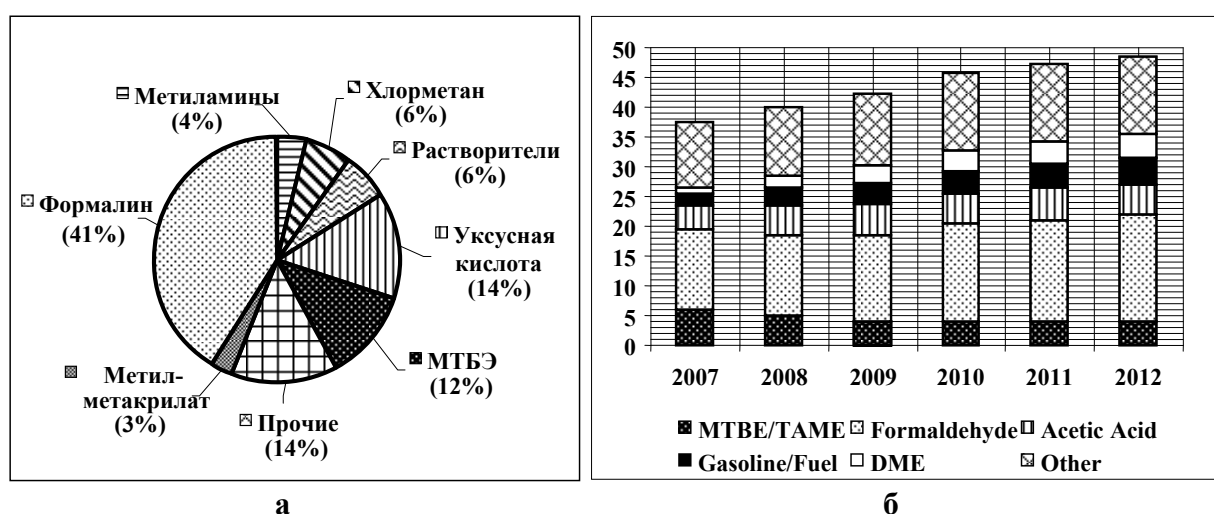 Метиламины
(4%)
Хлорметан
(6%)
Растворители
(6%)
Формалин
(41%)
Уксусная
кислота
(14%)
МТБЭ
(12%)
Метил-
метакрилат
(3%)
Прочие
(14%)
а
50
45
40
35
30
25
20
15
10
5
0
2007 2008 2009 2010 2011 2012
MTBE/TAME Formaldehyde Acetic Acid
Gasoline/Fuel DME Other
б